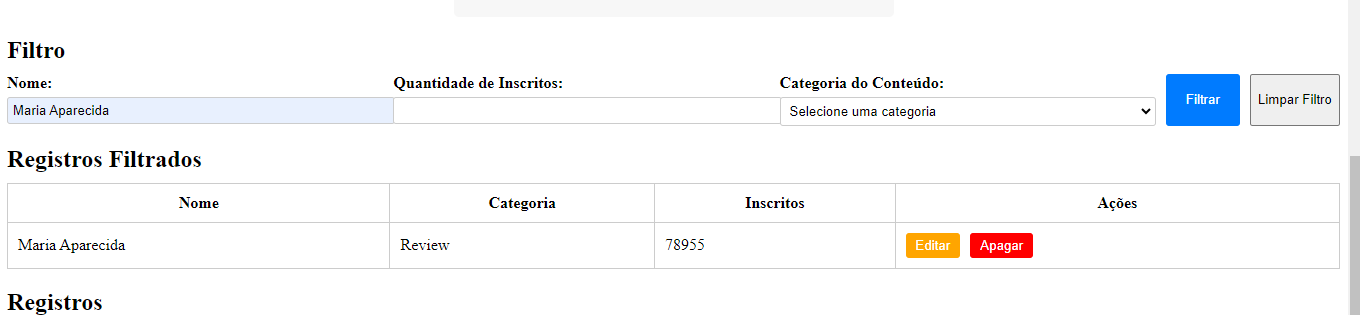 Filtro
Nome: Quantidade de Inscritos: Categoria do Conteúdo:
Maria Aparecida Selecione uma categoria Filtrar Limpar Filtro
Registros Filtrados
Nome Categoria Inscritos Ações
Maria Aparecida Review 78955 Editar Apagar
Registros